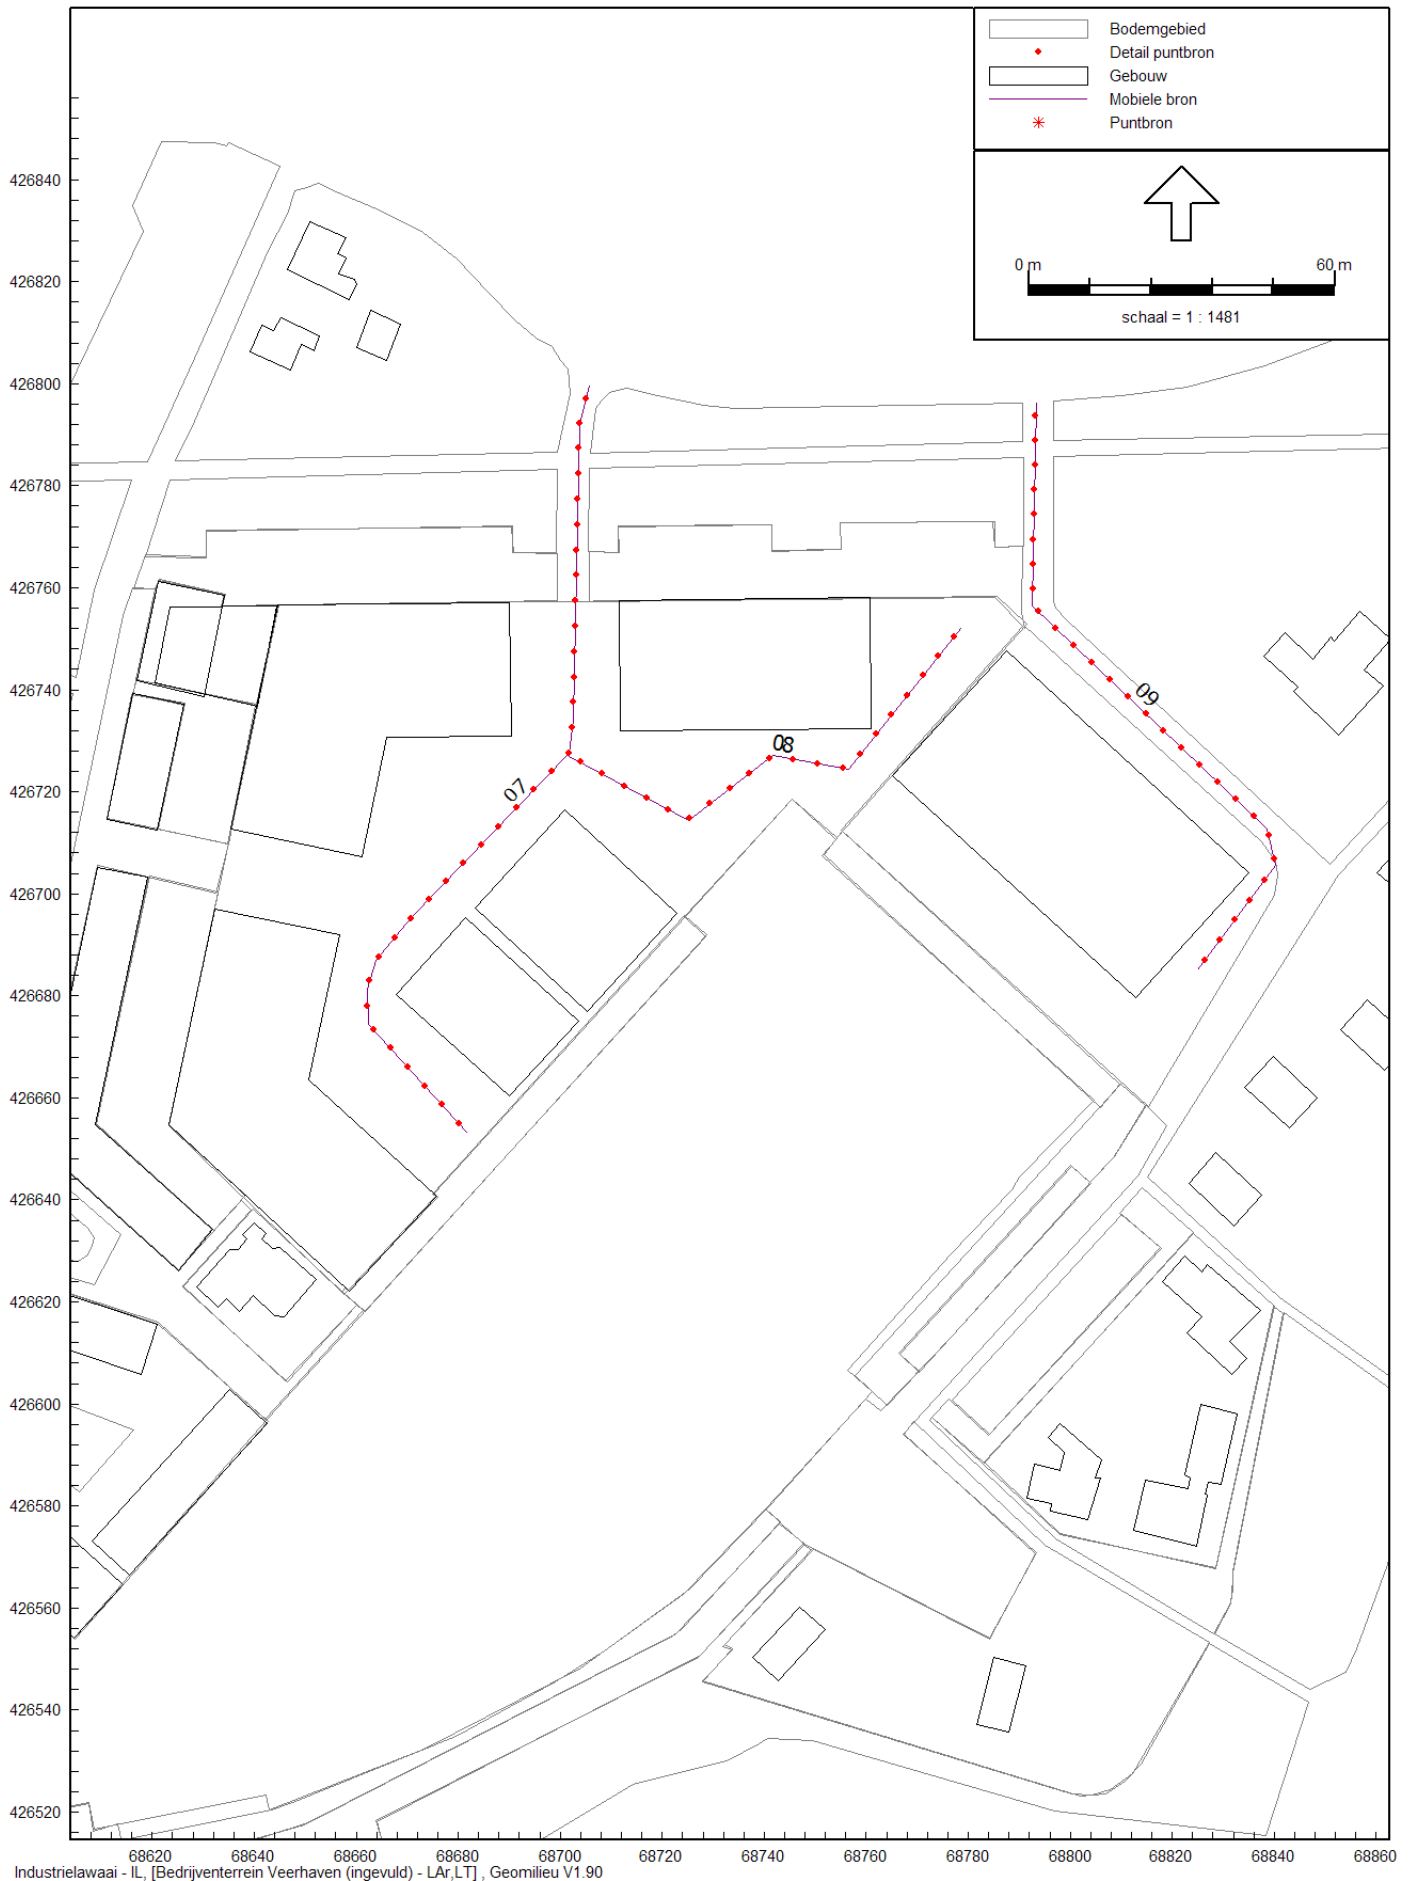 Bodemgebied
Detail puntbron
Gebouw
Mobiele bron
Puntbron
0 m 60 m
schaal = 1 : 1481
426840
426820
426800
426780
426760
426740
426720
426700
426680
426660
426640
426620
426600
426580
426560
426540
426520
07
08
09
68620 68640 68660 68680 68700 68720 68740 68760 68780 68800 68820 68840 68860
Industrielawaai - IL, [Bedrijventerrein Veerhaven (ingevuld) - LAr,LT] , Geomilieu V1.90